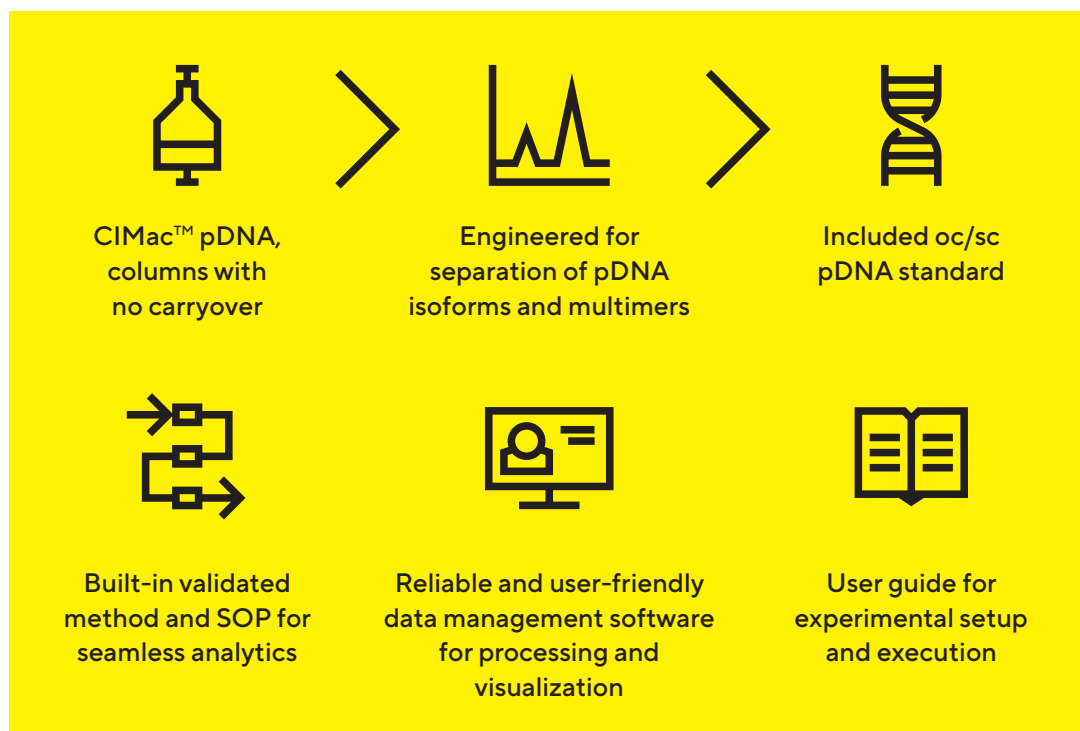 CIMac™ pDNA,
columns with
no carryover
Engineered for
separation of pDNA
isoforms and multimers
Included oc/sc
pDNA standard
Built-in validated
method and SOP for
seamless analytics
Reliable and user-friendly
data management software
for processing and
visualization
User guide for
experimental setup
and execution